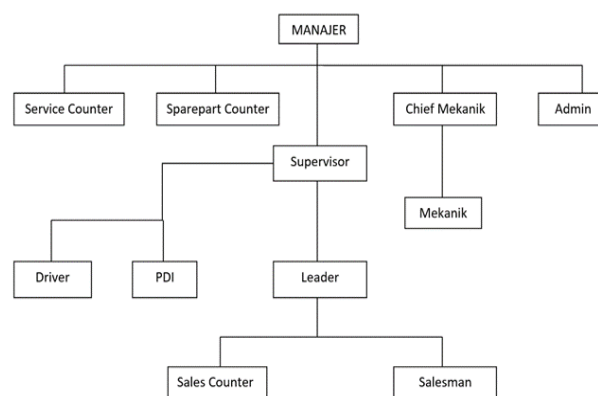 MANAJER
Service Counter
Sparepart Counter
Chief Mekanik
Admin
Supervisor
Mekanik
Driver
PDI
Leader
Sales Counter
Salesman